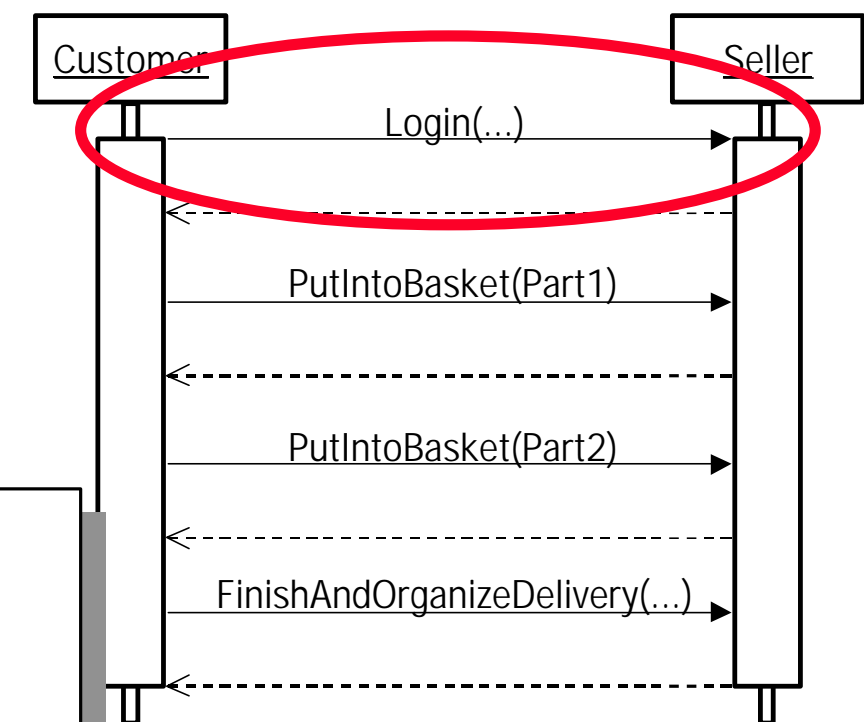 Customer
Seller
Login(...)
PutIntoBasket(Part1)
PutIntoBasket(Part2)
FinishAndOrganizeDelivery(...)